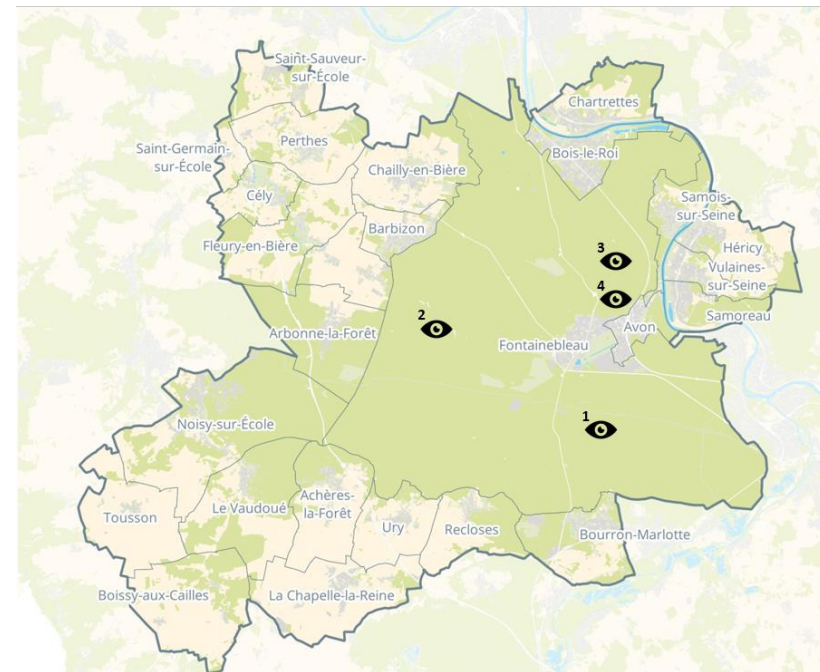 Saint-Sauveur-
sur-École
Chartrettes
Perthes
Saint-Germain-
sur-École
Bois-le-Roi
Chailly-en-Bière
Cély
Samois-
sur-Seine
Barbizon
Fleury-en-Bière
Héricy
3
Vulaines-
sur-Seine
4
2
Samoreau
Arbonne-la-Forêt
Avon
Fontainebleau
1
Noisy-sur-École
Achères-
la-Forêt
Le Vaudoué
Tousson
Ury
Recloses
Bourron-Marlotte
Boissy-aux-Cailles
La Chapelle-la-Reine